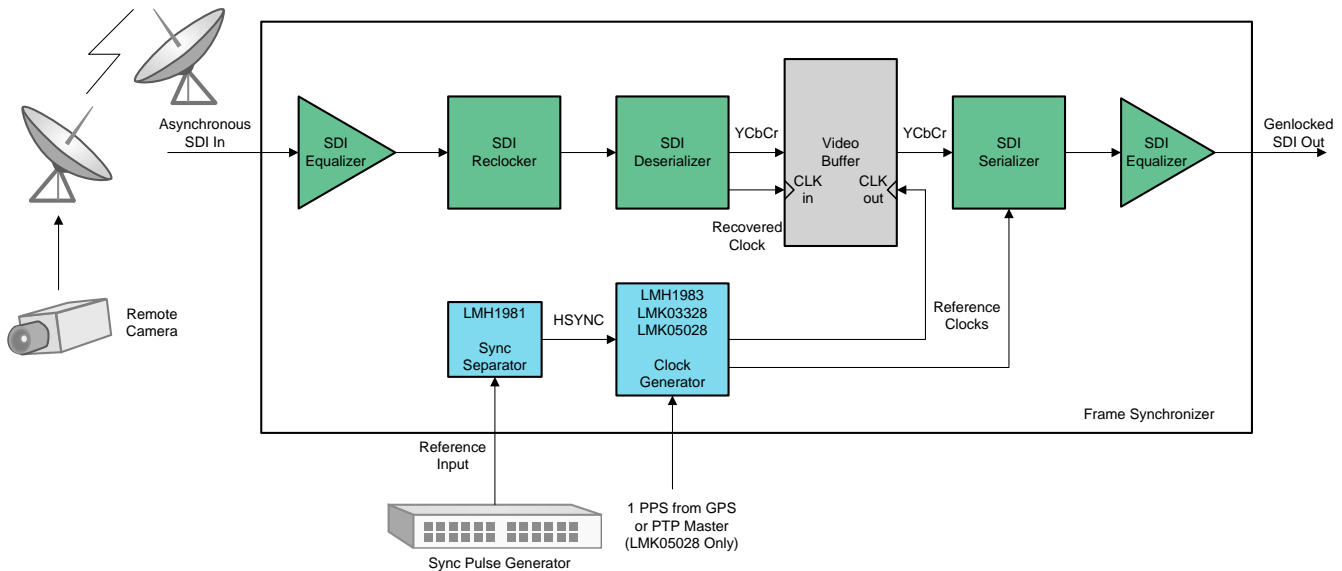 Asynchronous
SDI In
SDI
Equalizer
SDI
Reclocker
SDI
Deserializer
YCbCr
Recovered
Clock
Video
Buffer
CLK
in
CLK
out
YCbCr
SDI
Serializer
SDI
Equalizer
Genlocked
SDI Out
Remote
Camera
LMH1981
Sync
Separator
HSYNC
LMH1983
LMK03328
LMK05028
Clock
Generator
Reference
Clocks
Frame Synchronizer
Reference
Input
1 PPS from GPS
or PTP Master
(LMK05028 Only)
Sync Pulse Generator